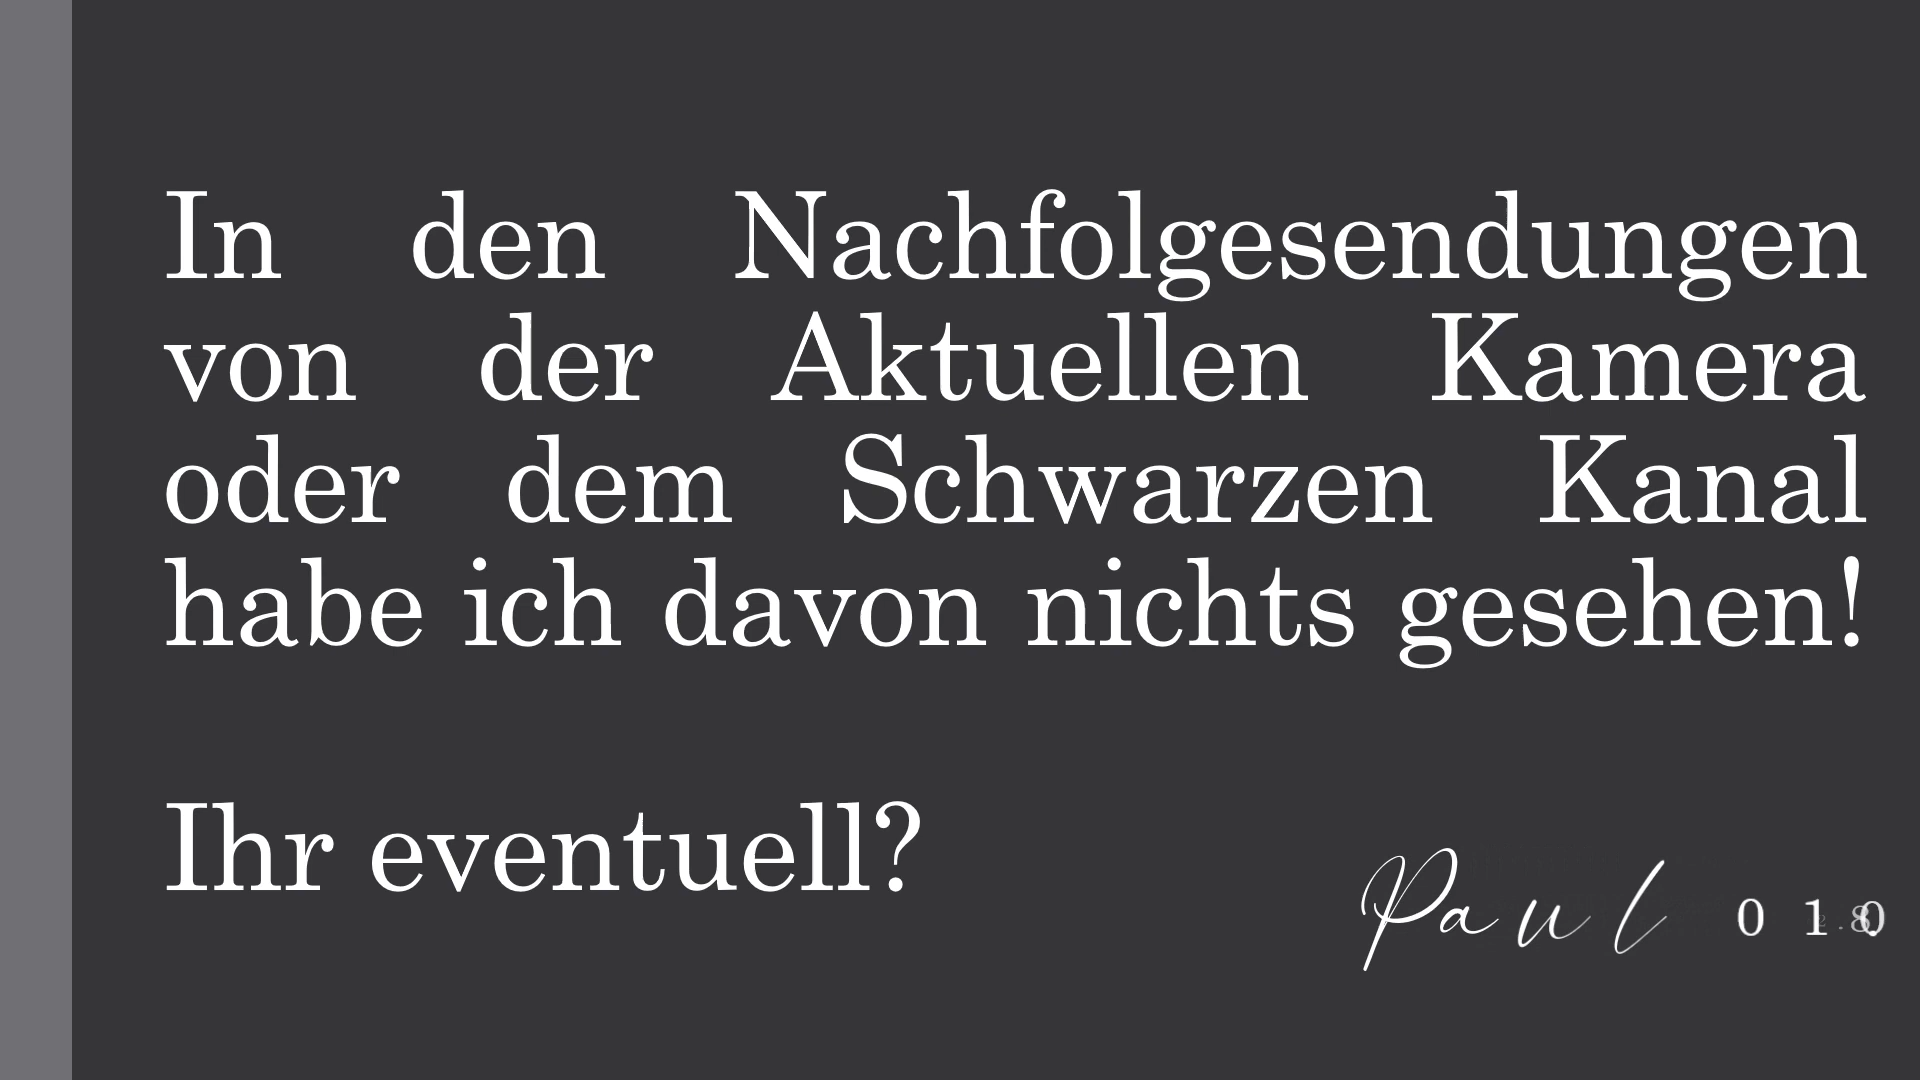 In den Nachfolgesendungen
von der Aktuellen Kamera
oder dem Schwarzen Kanal
habe ich davon nichts gesehen!
Ihr eventuell?
Paul